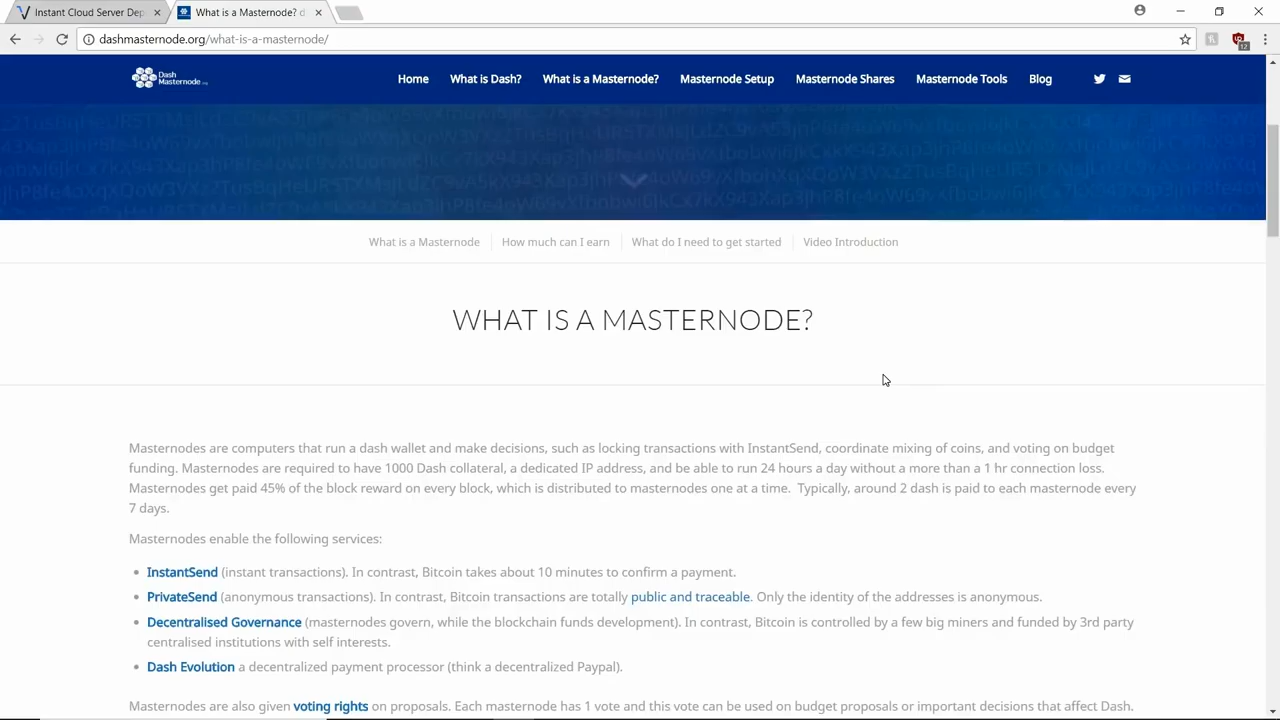 Instant Cloud Server Dep
What is a Masternode? d
dashmasternode.org/what-is-a-masternode/
12
Dash Masternode
Home
What is Dash?
What is a Masternode?
Masternode Setup
Masternode Shares
Masternode Tools
Blog
What is a Masternode
How much can I earn
What do I need to get started
Video Introduction
WHAT IS A MASTERNODE?
Masternodes are computers that run a dash wallet and make decisions, such as locking transactions with InstantSend, coordinate mixing of coins, and voting on budget
funding. Masternodes are required to have 1000 Dash collateral, a dedicated IP address, and be able to run 24 hours a day without a more than a 1 hr connection loss.
Masternodes get paid 45% of the block reward on every block, which is distributed to masternodes one at a time. Typically, around 2 dash is paid to each masternode every
7 days.
Masternodes enable the following services:
InstantSend (instant transactions). In contrast, Bitcoin takes about 10 minutes to confirm a payment.
PrivateSend (anonymous transactions). In contrast, Bitcoin transactions are totally public and traceable. Only the identity of the addresses is anonymous.
Decentralised Governance (masternodes govern, while the blockchain funds development). In contrast, Bitcoin is controlled by a few big miners and funded by 3rd party
centralised institutions with self interests.
Dash Evolution a decentralized payment processor (think a decentralized Paypal).
Masternodes are also given voting rights on proposals. Each masternode has 1 vote and this vote can be used on budget proposals or important decisions that affect Dash.